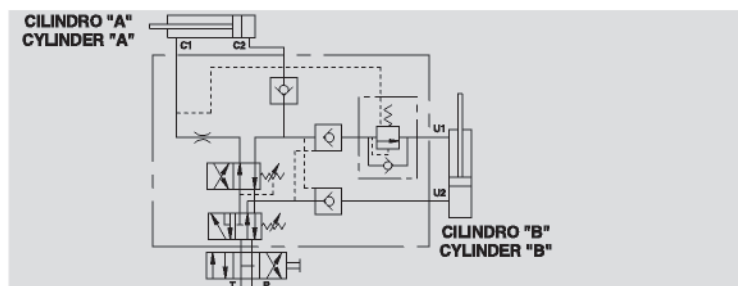 CILINDRO "A"
CYLINDER "A"
C1
C2
U1
U2
CILINDRO "B"
CYLINDER "B"
T
P